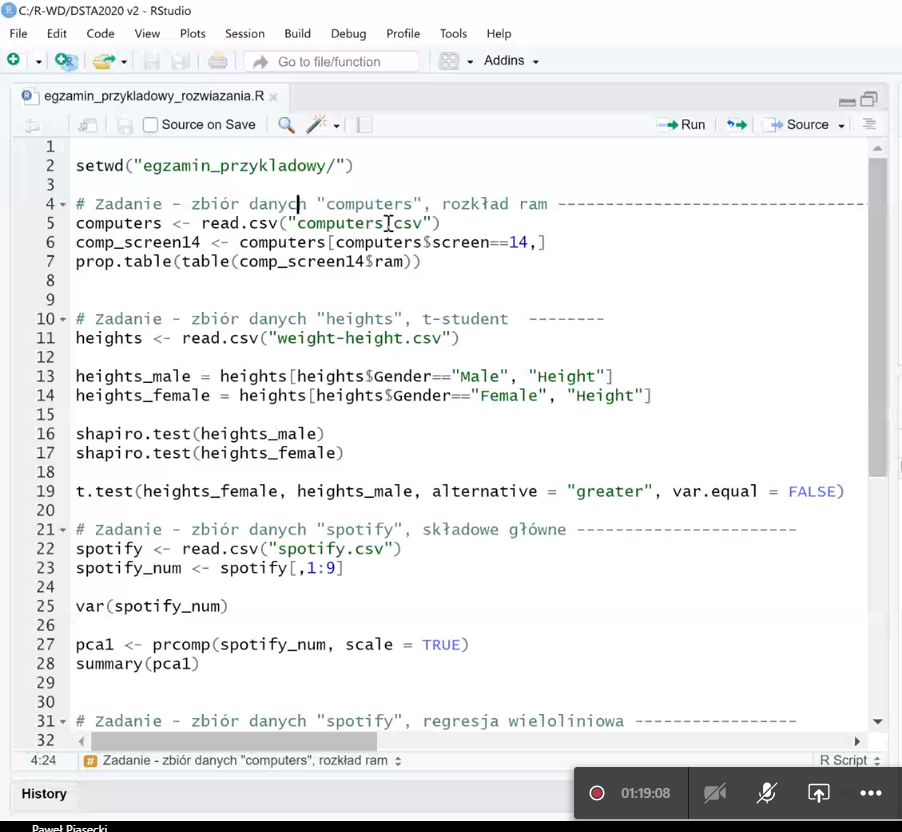 C:/R-WD/DSTA2020 v2 - RStudio
File Edit Code View Plots Session Build Debug Profile Tools Help
Go to file/function Addins
egzamin_przykladowy_rozwiazania.R
Source on Save Run Source
1
2 setwd("egzamin_przykladowy/")
3
4 # Zadanie - zbiór danych "computers", rozkład ram ------------------------------------
5 computers <- read.csv("computers.csv")
6 comp_screen14 <- computers[computers$screen==14,]
7 prop.table(table(comp_screen14$ram))
8
9
10 # Zadanie - zbiór danych "heights", t-student --------
11 heights <- read.csv("weight-height.csv")
12
13 heights_male = heights[heights$Gender=="Male", "Height"]
14 heights_female = heights[heights$Gender=="Female", "Height"]
15
16 shapiro.test(heights_male)
17 shapiro.test(heights_female)
18
19 t.test(heights_female, heights_male, alternative = "greater", var.equal = FALSE)
20
21 # Zadanie - zbiór danych "spotify", składowe główne -----------------------
22 spotify <- read.csv("spotify.csv")
23 spotify_num <- spotify[,1:9]
24
25 var(spotify_num)
26
27 pca1 <- prcomp(spotify_num, scale = TRUE)
28 summary(pca1)
29
30
31 # Zadanie - zbiór danych "spotify", regresja wieloliniowa -----------------
32
4:24 # Zadanie - zbiór danych "computers", rozkład ram R Script
History
01:19:08
Paweł Piasecki